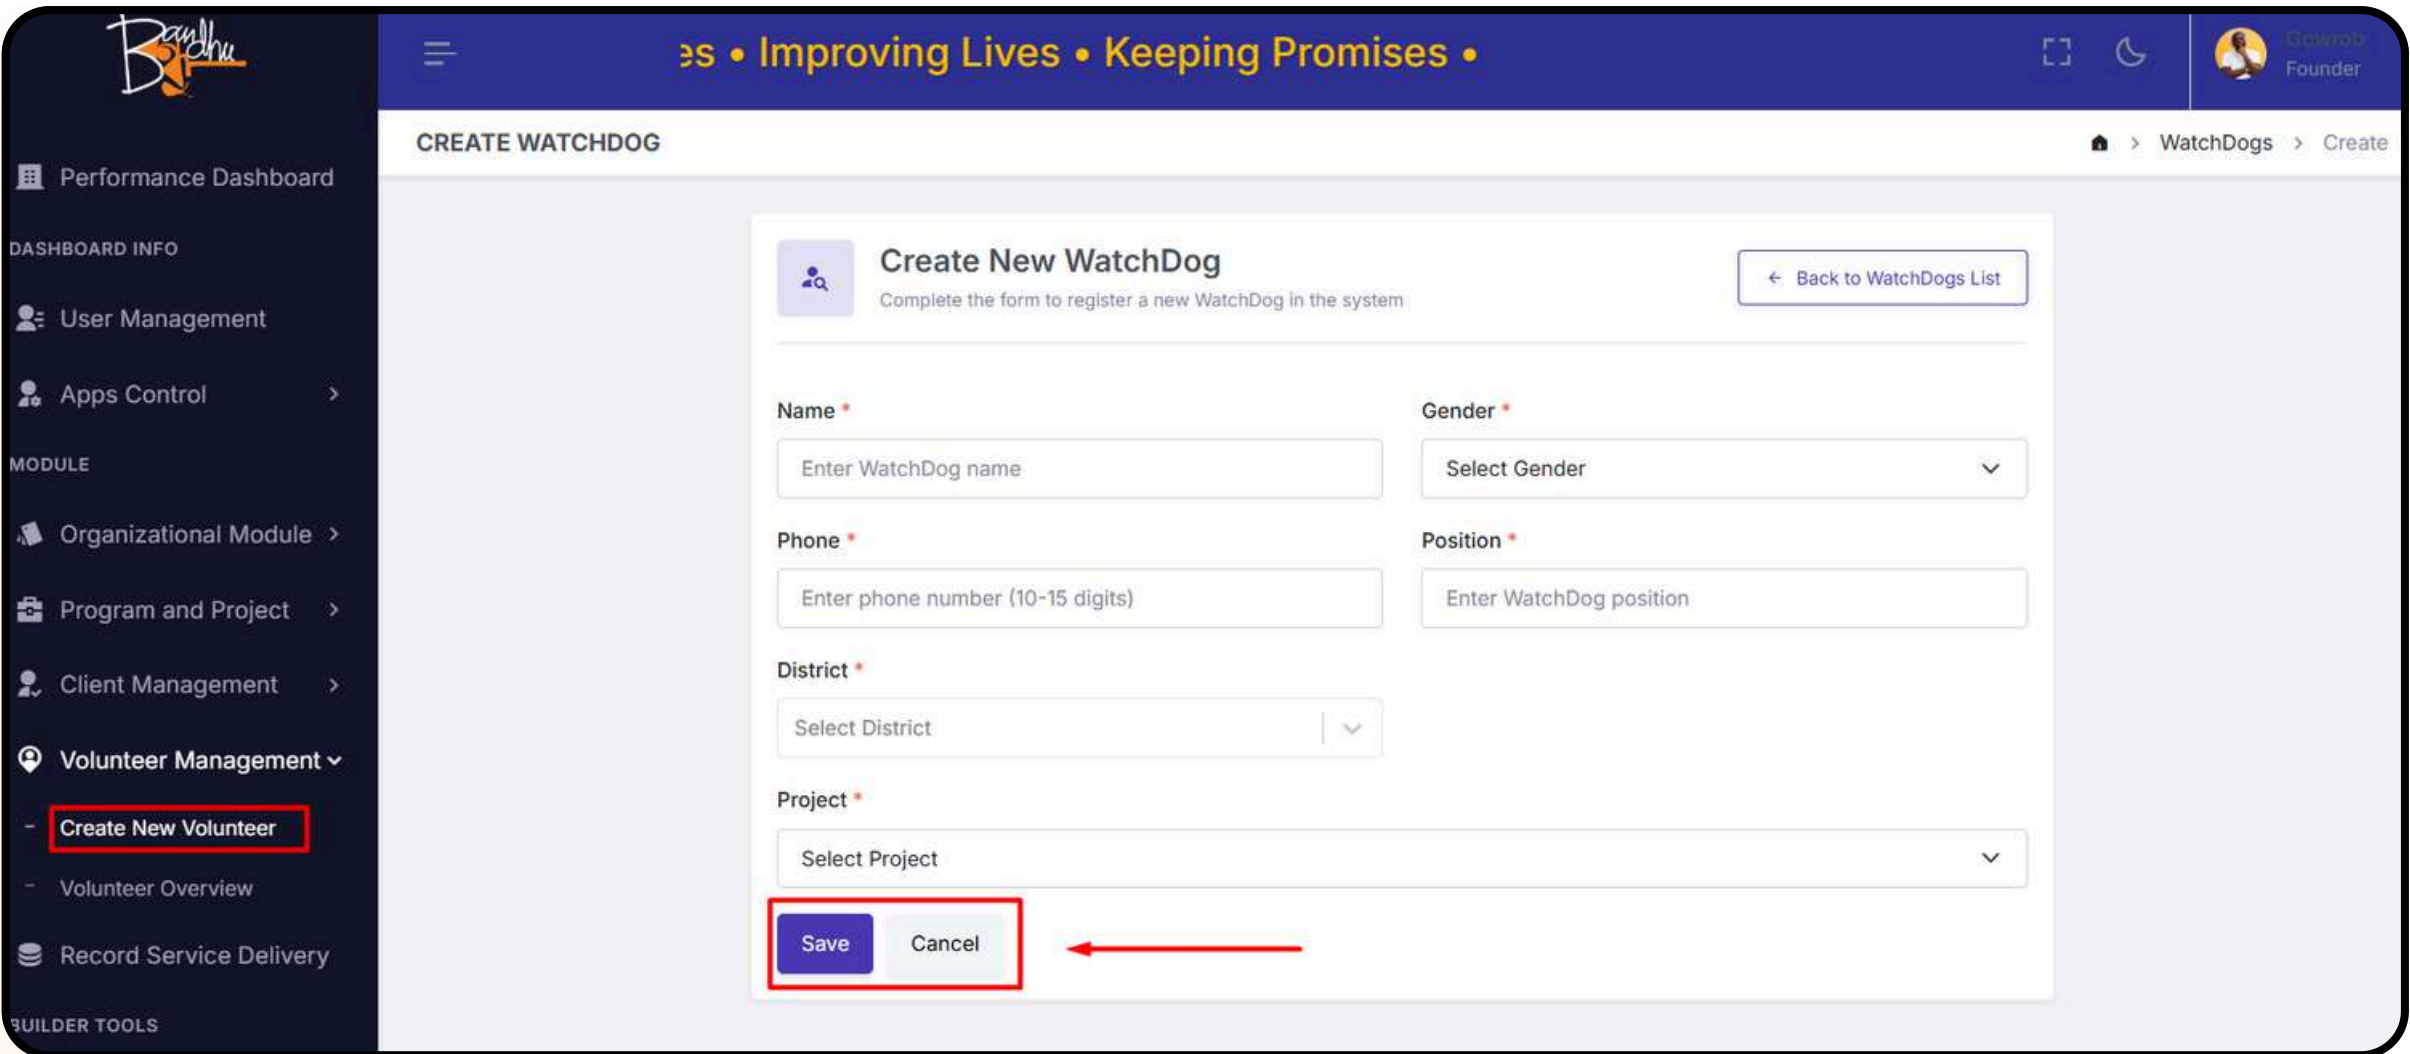 Bandhu
es • Improving Lives • Keeping Promises •
Gowrob
Founder
CREATE WATCHDOG
> WatchDogs > Create
Performance Dashboard
DASHBOARD INFO
User Management
Apps Control >
MODULE
Organizational Module >
Program and Project >
Client Management >
Volunteer Management
- Create New Volunteer
- Volunteer Overview
Record Service Delivery
BUILDER TOOLS
Create New WatchDog
Complete the form to register a new WatchDog in the system
← Back to WatchDogs List
Name *
Enter WatchDog name
Gender *
Select Gender
Phone *
Enter phone number (10-15 digits)
Position *
Enter WatchDog position
District *
Select District
Project *
Select Project
Save
Cancel